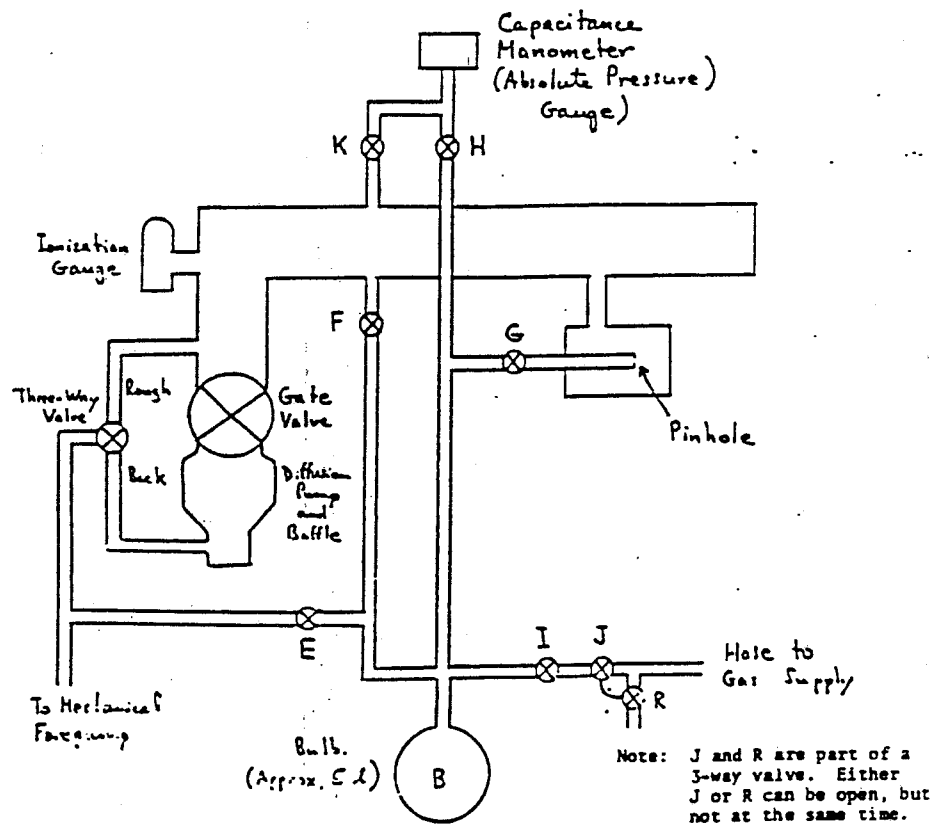 Capacitance
Manometer
(Absolute Pressure)
Gauge)
K
H
Ionization
Gauge
F
G
Three-Way
Valve
Rough
Gate
Valve
Pinhole
Back
Diffusion
Pump
and
Baffle
E
I
J
Hose to
Gas Supply
R
To Mechanical
Forepump
Bulb.
(Approx. 5 l)
B
Note: J and R are part of a
3-way valve. Either
J or R can be open, but
not at the same time.